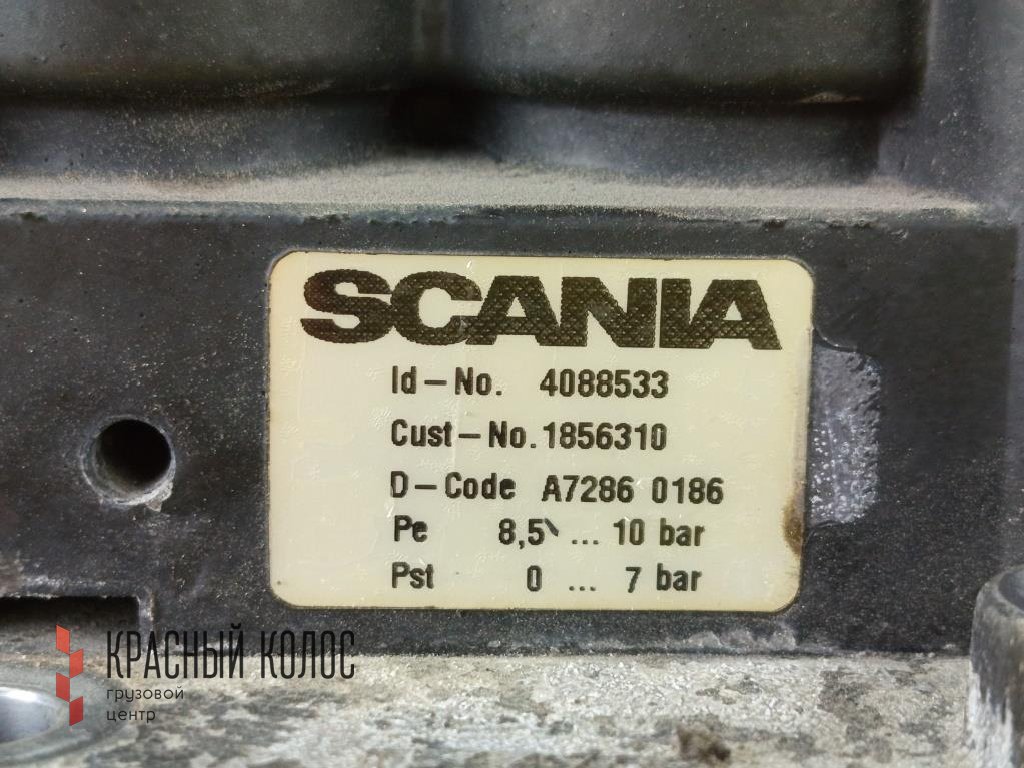 SCANIA
Id-No. 4088533
Cust-No. 1856310
D-Code A7286 0186
Pe 8,5 ... 10 bar
Pst 0 ... 7 bar
КРАСНЫЙ КОЛОС
грузовой
центр